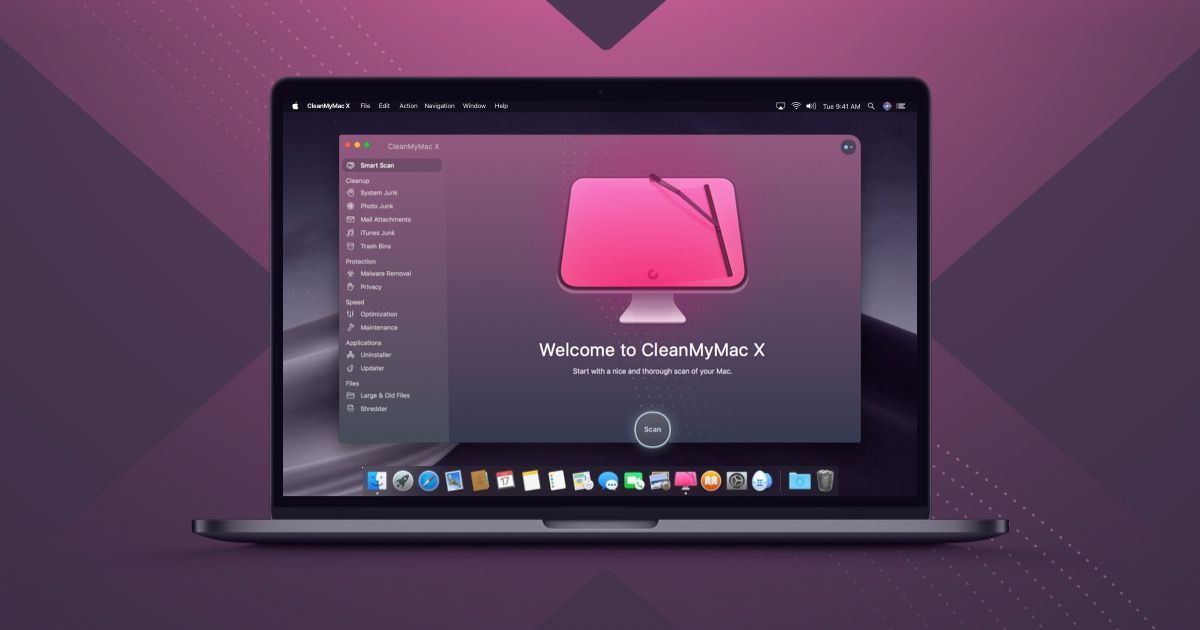 CleanMyMac X File Edit Action Navigation Window Help Tue 9:41 AM
CleanMyMac X
Smart Scan
Cleanup
System Junk
Photo Junk
Mail Attachments
iTunes Junk
Trash Bins
Protection
Malware Removal
Privacy
Speed
Optimization
Maintenance
Applications
Uninstaller
Updater
Files
Large & Old Files
Shredder
Welcome to CleanMyMac X
Start with a nice and thorough scan of your Mac.
Scan
17